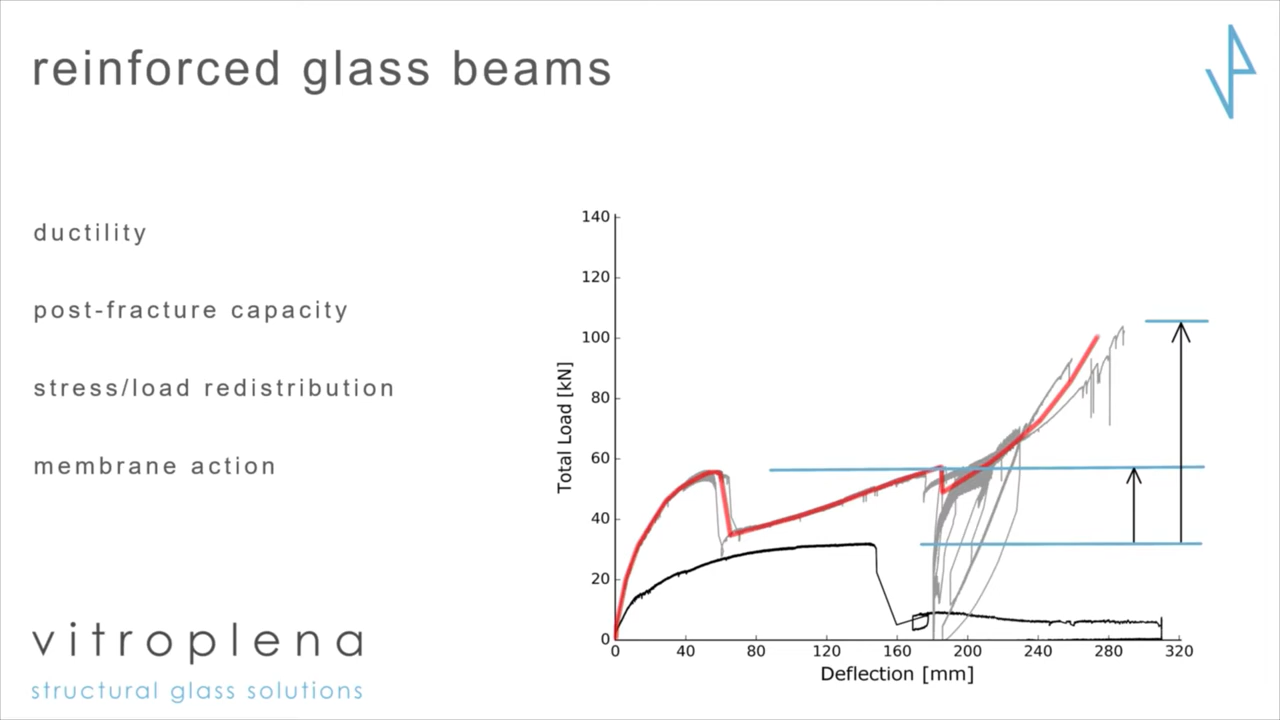 reinforced glass beams
ductility
post-fracture capacity
stress/load redistribution
membrane action
vitroplena
structural glass solutions
140
120
100
80
60
40
20
0
Total Load [kN]
0 40 80 120 160 200 240 280 320
Deflection [mm]